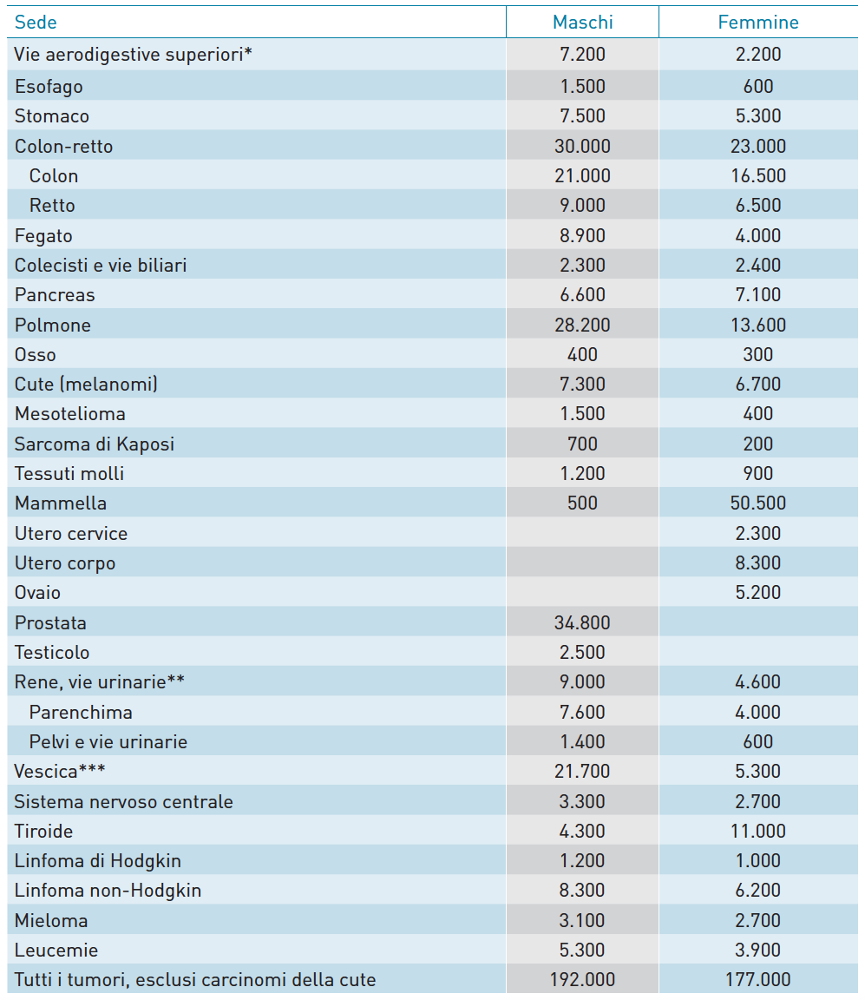 Sede Maschi Femmine
Vie aerodigestive superiori* 7.200 2.200
Esofago 1.500 600
Stomaco 7.500 5.300
Colon-retto 30.000 23.000
Colon 21.000 16.500
Retto 9.000 6.500
Fegato 8.900 4.000
Colecisti e vie biliari 2.300 2.400
Pancreas 6.600 7.100
Polmone 28.200 13.600
Osso 400 300
Cute (melanomi) 7.300 6.700
Mesotelioma 1.500 400
Sarcoma di Kaposi 700 200
Tessuti molli 1.200 900
Mammella 500 50.500
Utero cervice 2.300
Utero corpo 8.300
Ovaio 5.200
Prostata 34.800
Testicolo 2.500
Rene, vie urinarie** 9.000 4.600
Parenchima 7.600 4.000
Pelvi e vie urinarie 1.400 600
Vescica*** 21.700 5.300
Sistema nervoso centrale 3.300 2.700
Tiroide 4.300 11.000
Linfoma di Hodgkin 1.200 1.000
Linfoma non-Hodgkin 8.300 6.200
Mieloma 3.100 2.700
Leucemie 5.300 3.900
Tutti i tumori, esclusi carcinomi della cute 192.000 177.000